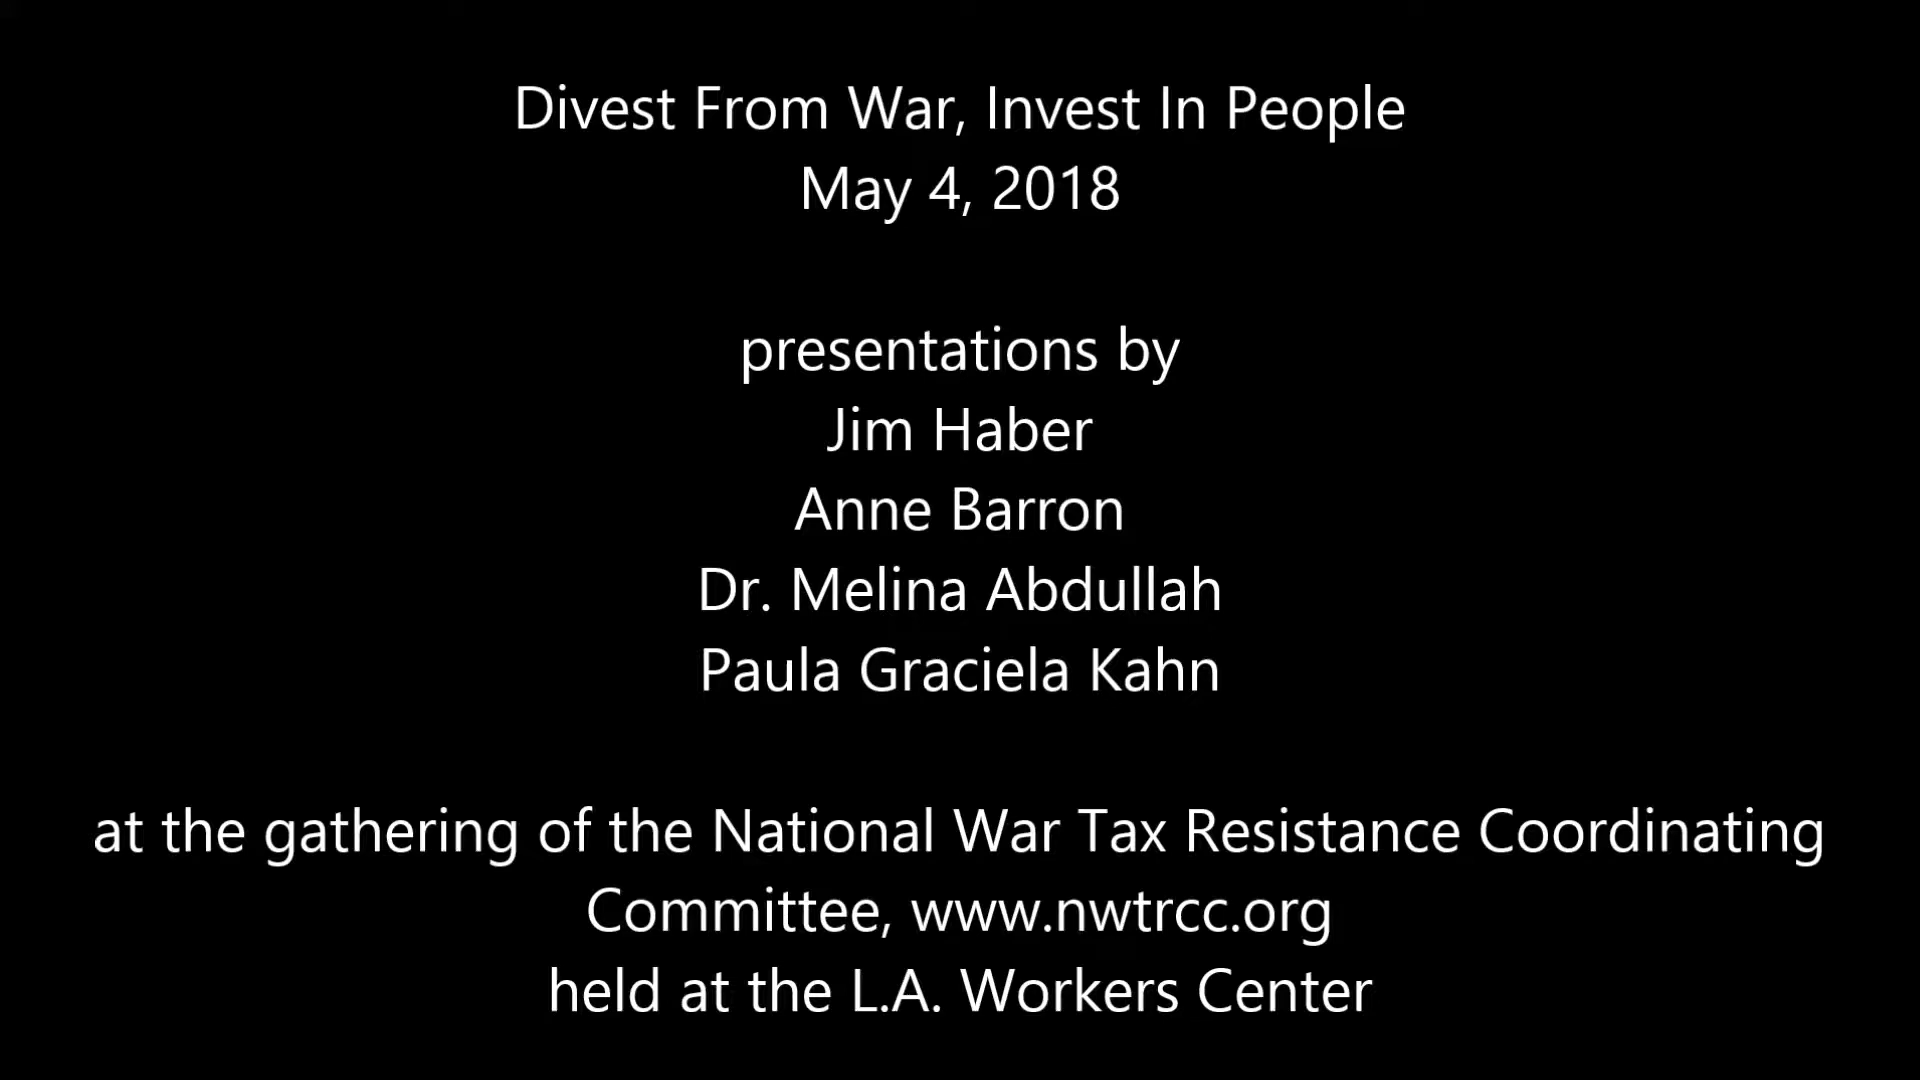 Divest From War, Invest In People
May 4, 2018
presentations by
Jim Haber
Anne Barron
Dr. Melina Abdullah
Paula Graciela Kahn
at the gathering of the National War Tax Resistance Coordinating
Committee, www.nwtrcc.org
held at the L.A. Workers Center